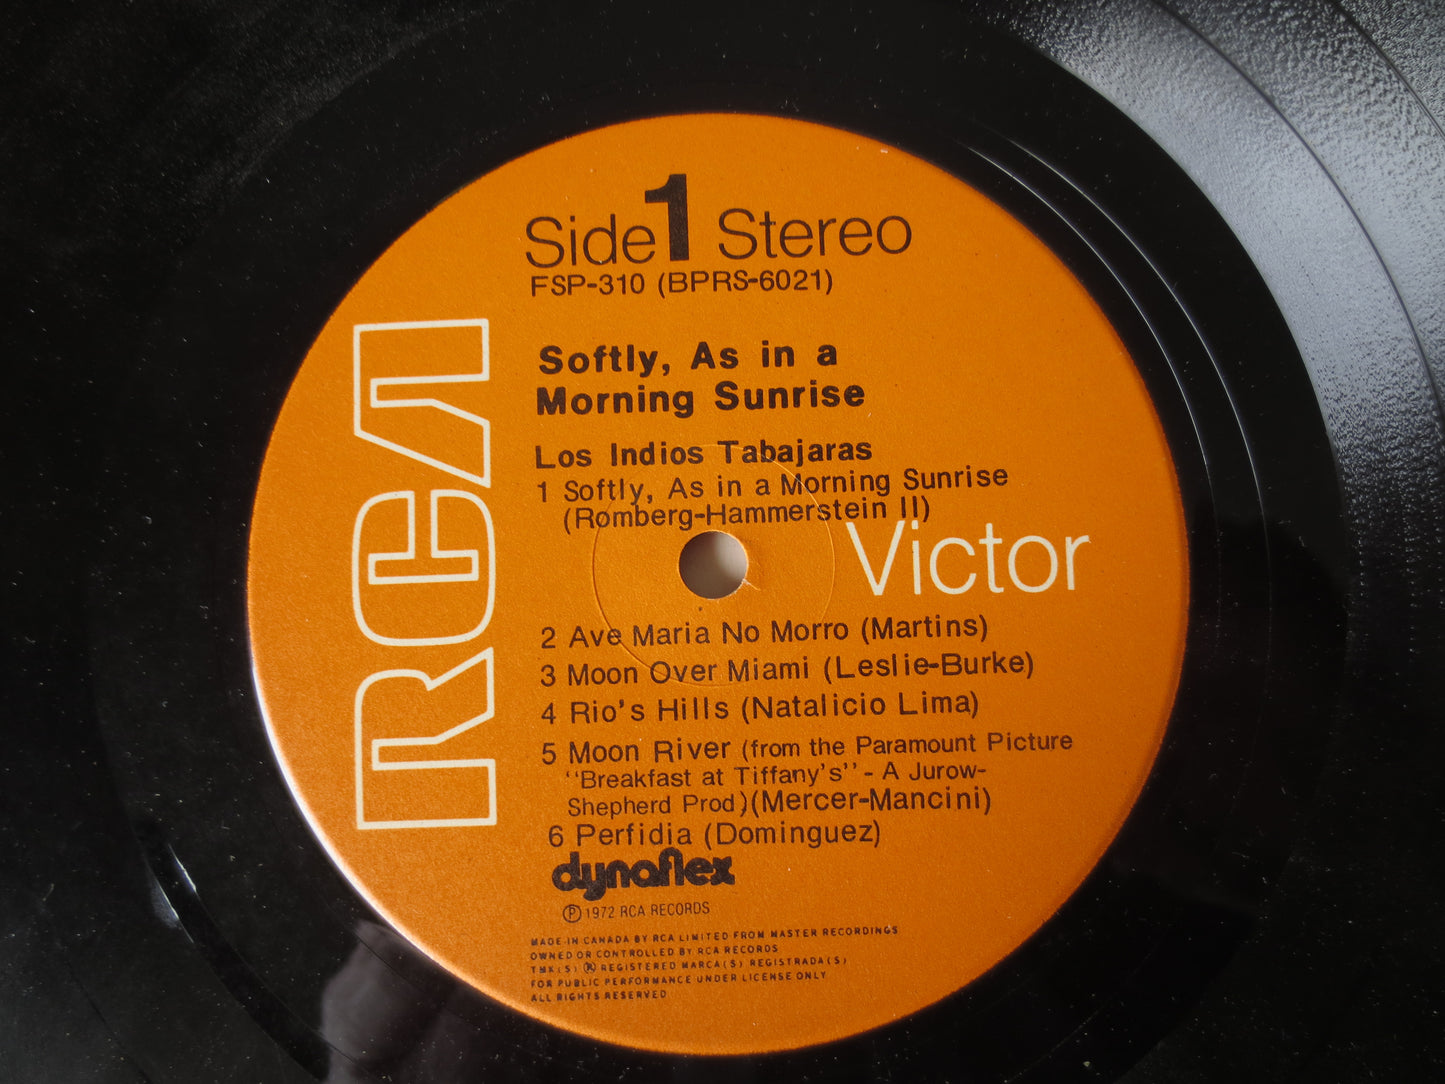 Side 1 Stereo
FSP-310 (BPRS-6021)
Softly, As in a
Morning Sunrise
Los Indios Tabajaras
1 Softly, As in a Morning Sunrise
(Romberg-Hammerstein II)
RCA
Victor
2 Ave Maria No Morro (Martins)
3 Moon Over Miami (Leslie-Burke)
4 Rio's Hills (Natalicio Lima)
5 Moon River (from the Paramount Picture
"Breakfast at Tiffany's" - A Jurow-
Shepherd Prod)(Mercer-Mancini)
6 Perfidia (Dominguez)
dynaflex
℗ 1972 RCA RECORDS
MADE IN CANADA BY RCA LIMITED FROM MASTER RECORDINGS
OWNED OR CONTROLLED BY RCA RECORDS
TMK(S) ® REGISTERED MARCA(S) REGISTRADA(S)
FOR PUBLIC PERFORMANCE UNDER LICENSE ONLY
ALL RIGHTS RESERVED